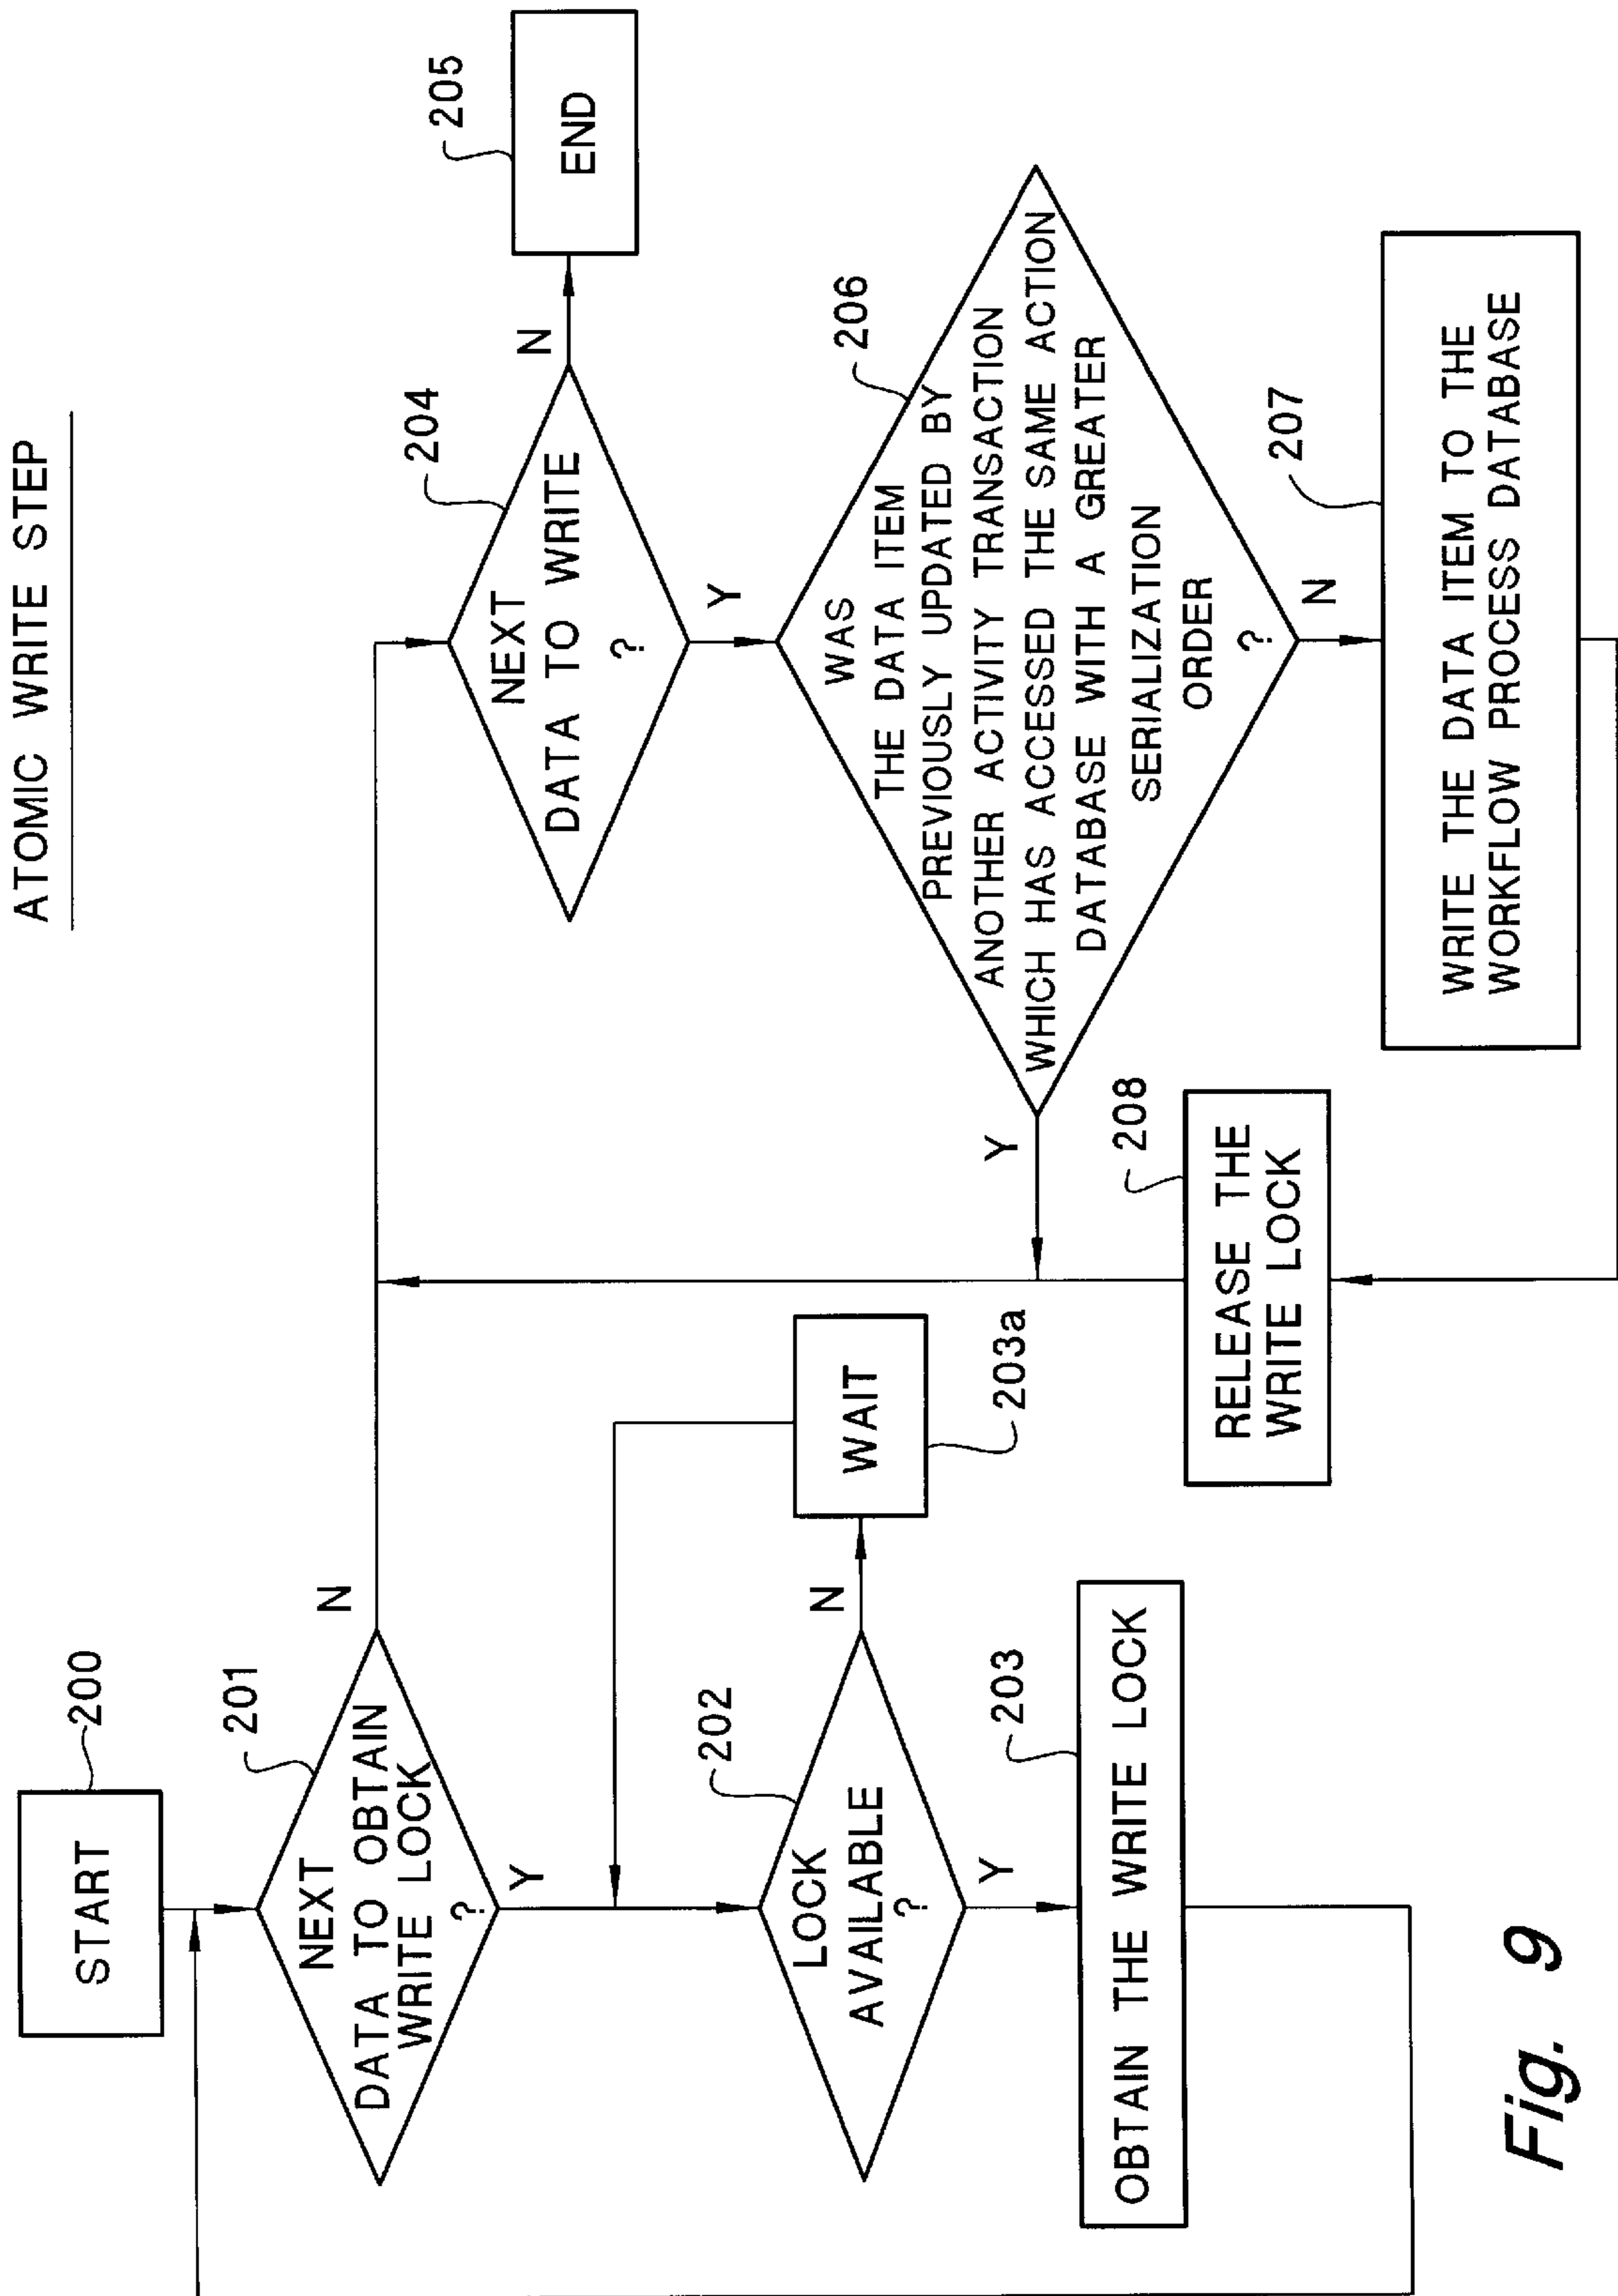 ATOMIC WRITE STEP
START
200
NEXT
DATA TO OBTAIN
WRITE LOCK
?
201
N
Y
LOCK
AVAILABLE
?
202
N
Y
WAIT
203a
OBTAIN THE WRITE LOCK
203
NEXT
DATA TO WRITE
?
204
N
Y
END
205
WAS
THE DATA ITEM
PREVIOUSLY UPDATED BY
ANOTHER ACTIVITY TRANSACTION
WHICH HAS ACCESSED THE SAME ACTION
DATABASE WITH A GREATER
SERIALIZATION
ORDER
?
206
Y
N
WRITE THE DATA ITEM TO THE
WORKFLOW PROCESS DATABASE
207
RELEASE THE
WRITE LOCK
208
Fig. 9